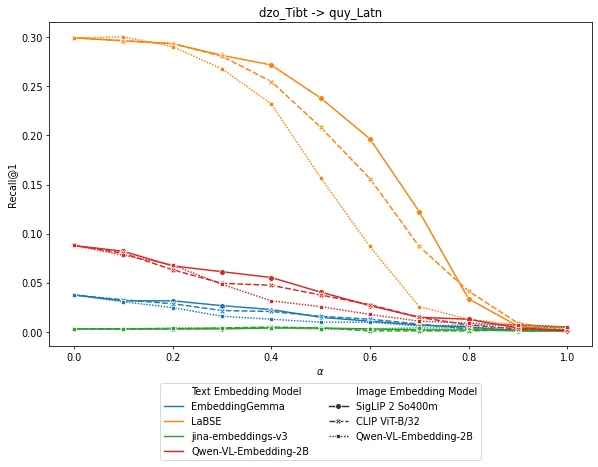 dzo_Tibt -> quy_Latn
Recall@1
0.30
0.25
0.20
0.15
0.10
0.05
0.00
0.0 0.2 0.4 0.6 0.8 1.0
α
Text Embedding Model
EmbeddingGemma
LaBSE
jina-embeddings-v3
Qwen-VL-Embedding-2B
Image Embedding Model
SigLIP 2 So400m
CLIP ViT-B/32
Qwen-VL-Embedding-2B